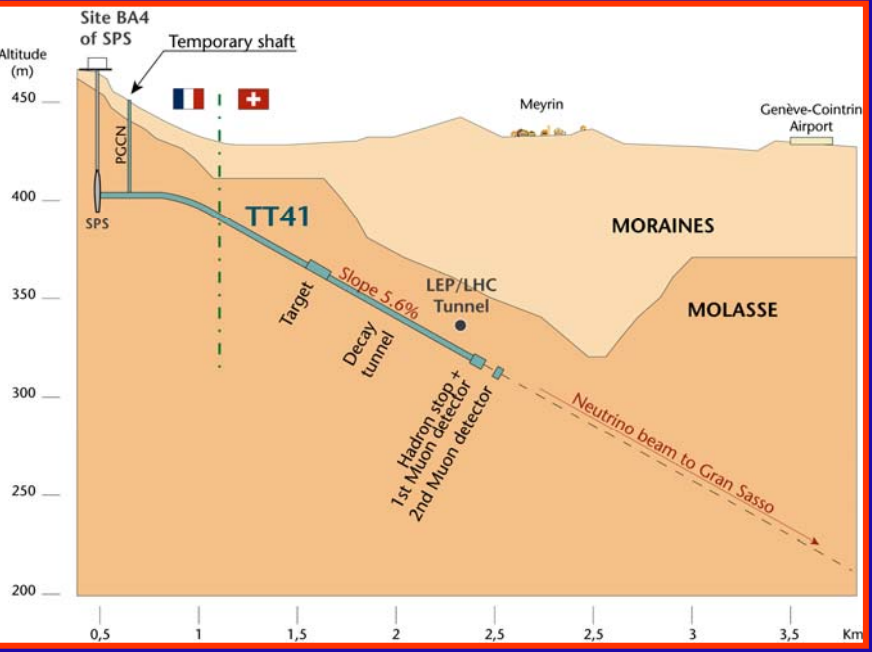 Site BA4
of SPS
Temporary shaft
Altitude
(m)
450
Meyrin
Genève-Cointrin
Airport
PGCN
400
SPS
TT41
MORAINES
350
Target
Slope 5.6%
LEP/LHC
Tunnel
MOLASSE
Decay
tunnel
300
Hadron stop +
1st Muon detector
2nd Muon detector
Neutrino beam to Gran Sasso
250
200
0,5
1
1,5
2
2,5
2,5
3
3,5
Km